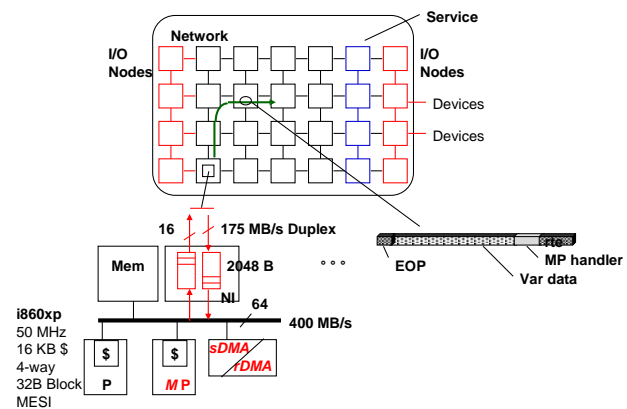 Service
Network
I/O
Nodes
I/O
Nodes
Devices
Devices
16
175 MB/s Duplex
rte
MP handler
EOP
Var data
Mem
2048 B
NI
64
400 MB/s
i860xp
50 MHz
16 KB $
4-way
32B Block
MESI
$
P
$
MP
sDMA
rDMA